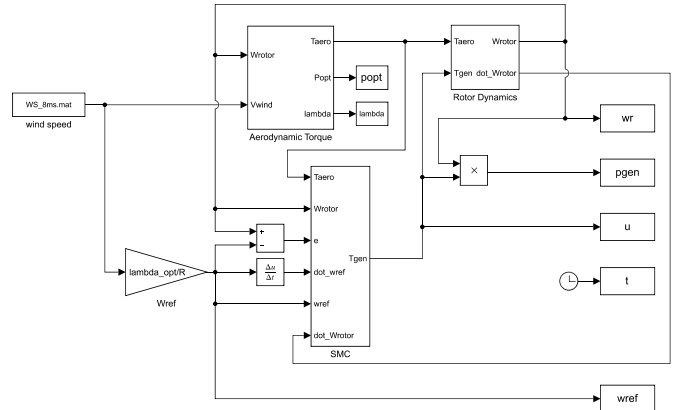 Taero
Wrotor
Popt
popt
Vwind
lambda
lambda
Aerodynamic Torque
Taero
Wrotor
Tgen
dot_Wrotor
Rotor Dynamics
WS_8ms.mat
wind speed
wr
×
pgen
Taero
Wrotor
+
−
e
Tgen
u
lambda_opt/R
Δu
Δt
dot_wref
t
Wref
wref
dot_Wrotor
SMC
wref